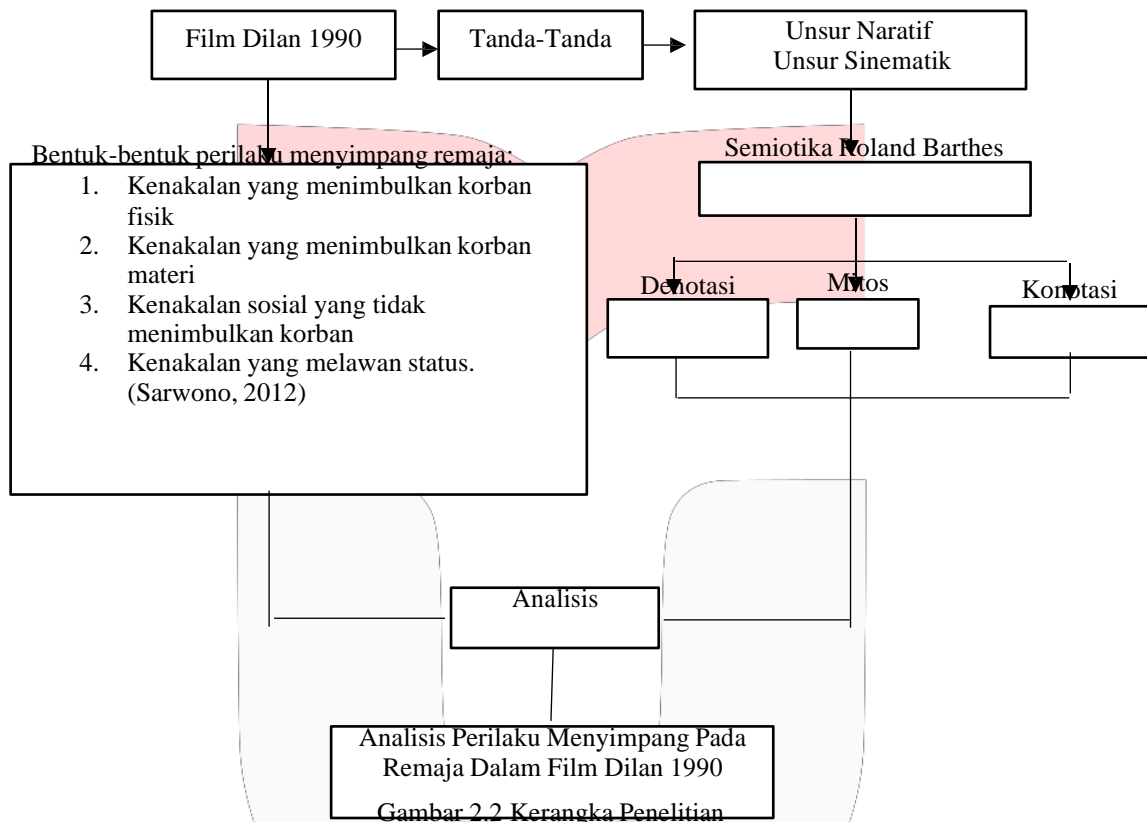 Film Dilan 1990
Tanda-Tanda
Unsur Naratif
Unsur Sinematik
Bentuk-bentuk perilaku menyimpang remaja:
1. Kenakalan yang menimbulkan korban
fisik
2. Kenakalan yang menimbulkan korban
materi
3. Kenakalan sosial yang tidak
menimbulkan korban
4. Kenakalan yang melawan status.
(Sarwono, 2012)
Semiotika Roland Barthes
Denotasi
Mitos
Konotasi
Analisis
Analisis Perilaku Menyimpang Pada
Remaja Dalam Film Dilan 1990
Gambar 2.2 Kerangka Penelitian